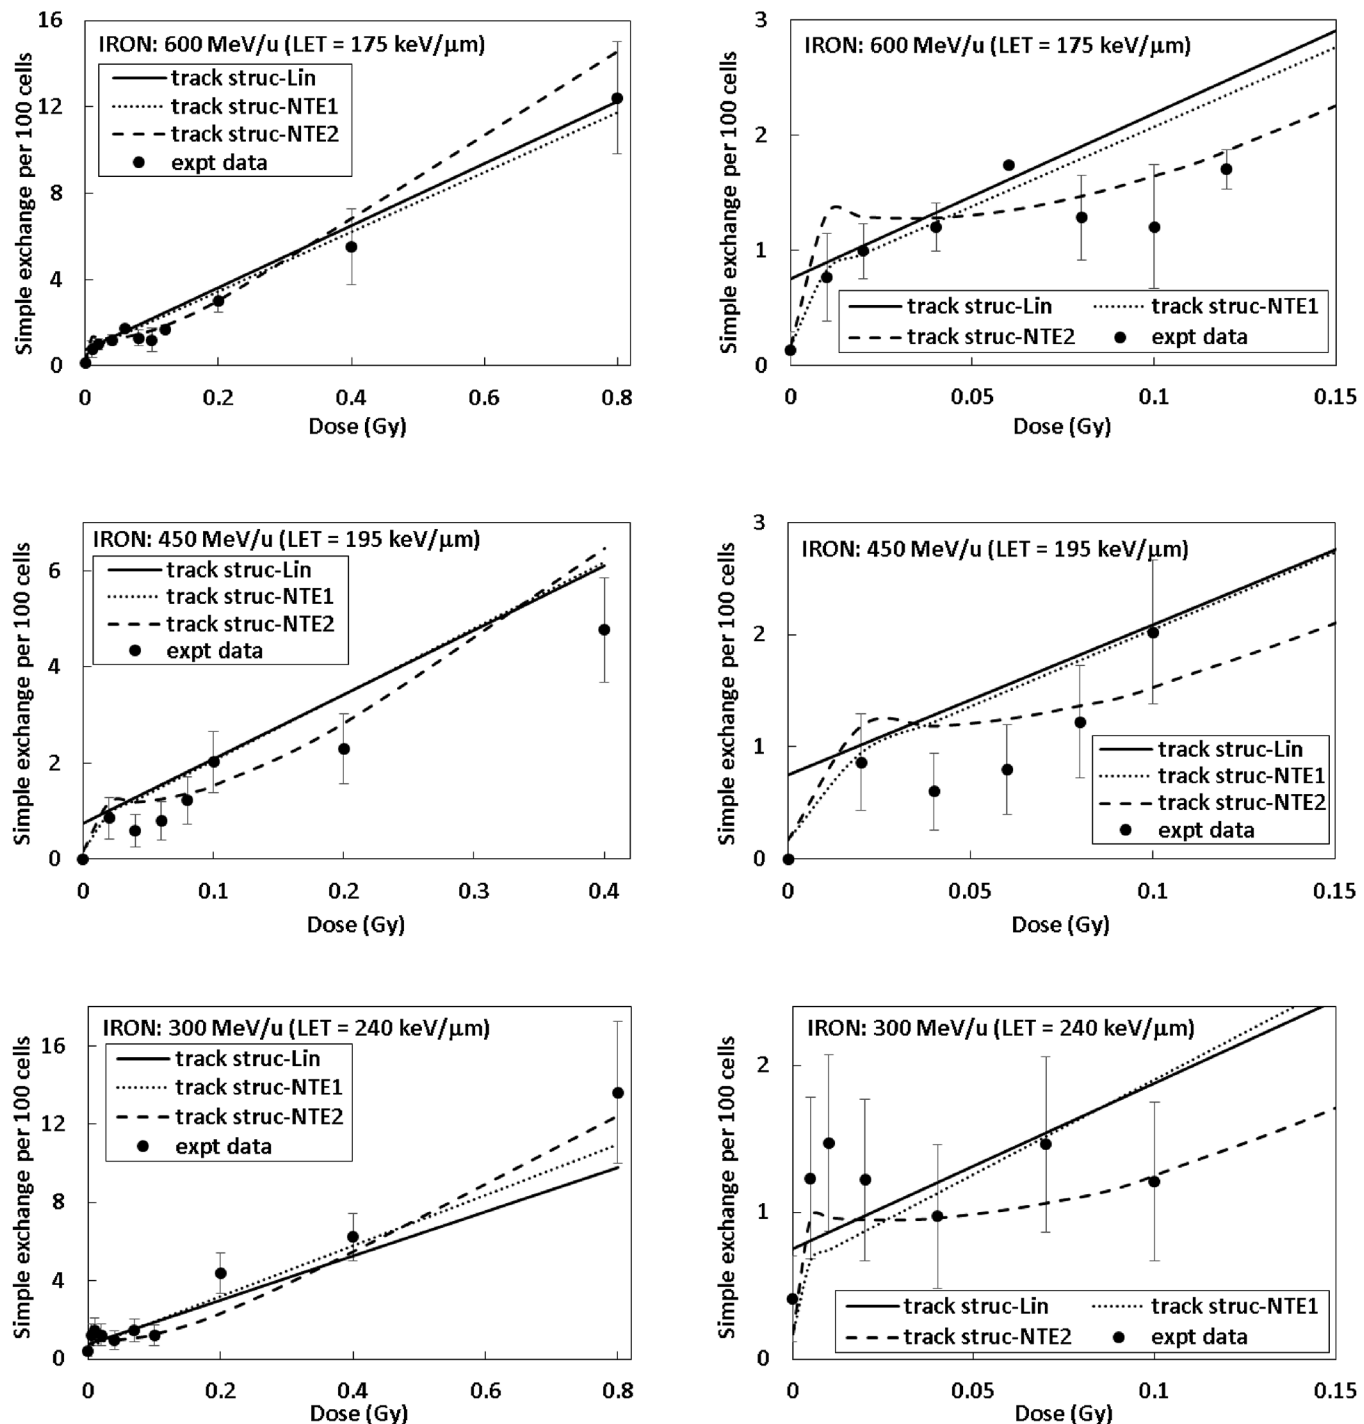 Simple exchange per 100 cells
16
12
8
4
0
IRON: 600 MeV/u (LET = 175 keV/μm)
track struc-Lin
track struc-NTE1
track struc-NTE2
expt data
0 0.2 0.4 0.6 0.8
Dose (Gy)
Simple exchange per 100 cells
3
2
1
0
IRON: 600 MeV/u (LET = 175 keV/μm)
track struc-Lin track struc-NTE1
track struc-NTE2 expt data
0 0.05 0.1 0.15
Dose (Gy)
Simple exchange per 100 cells
6
4
2
0
IRON: 450 MeV/u (LET = 195 keV/μm)
track struc-Lin
track struc-NTE1
track struc-NTE2
expt data
0 0.1 0.2 0.3 0.4
Dose (Gy)
Simple exchange per 100 cells
3
2
1
0
IRON: 450 MeV/u (LET = 195 keV/μm)
track struc-Lin
track struc-NTE1
track struc-NTE2
expt data
0 0.05 0.1 0.15
Dose (Gy)
Simple exchange per 100 cells
16
12
8
4
0
IRON: 300 MeV/u (LET = 240 keV/μm)
track struc-Lin
track struc-NTE1
track struc-NTE2
expt data
0 0.2 0.4 0.6 0.8
Dose (Gy)
Simple exchange per 100 cells
2
1
0
IRON: 300 MeV/u (LET = 240 keV/μm)
track struc-Lin track struc-NTE1
track struc-NTE2 expt data
0 0.05 0.1 0.15
Dose (Gy)